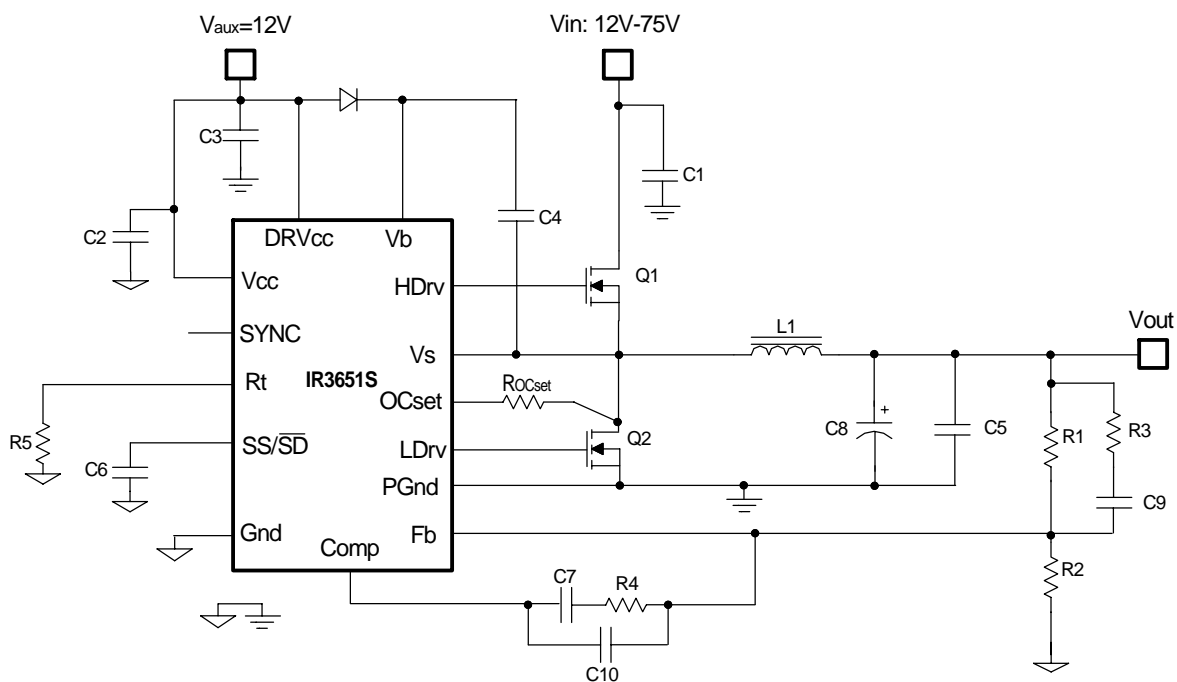 Vaux=12V
Vin: 12V-75V
C3
C1
C2
C4
DRVcc
Vb
Vcc
HDrv
Q1
SYNC
L1
Vout
Vs
Rt
IR3651S
ROCset
OCset
R5
SS/SD
C6
LDrv
Q2
C8
+
C5
R1
R3
PGnd
C9
Gnd
Fb
Comp
C7
R4
R2
C10